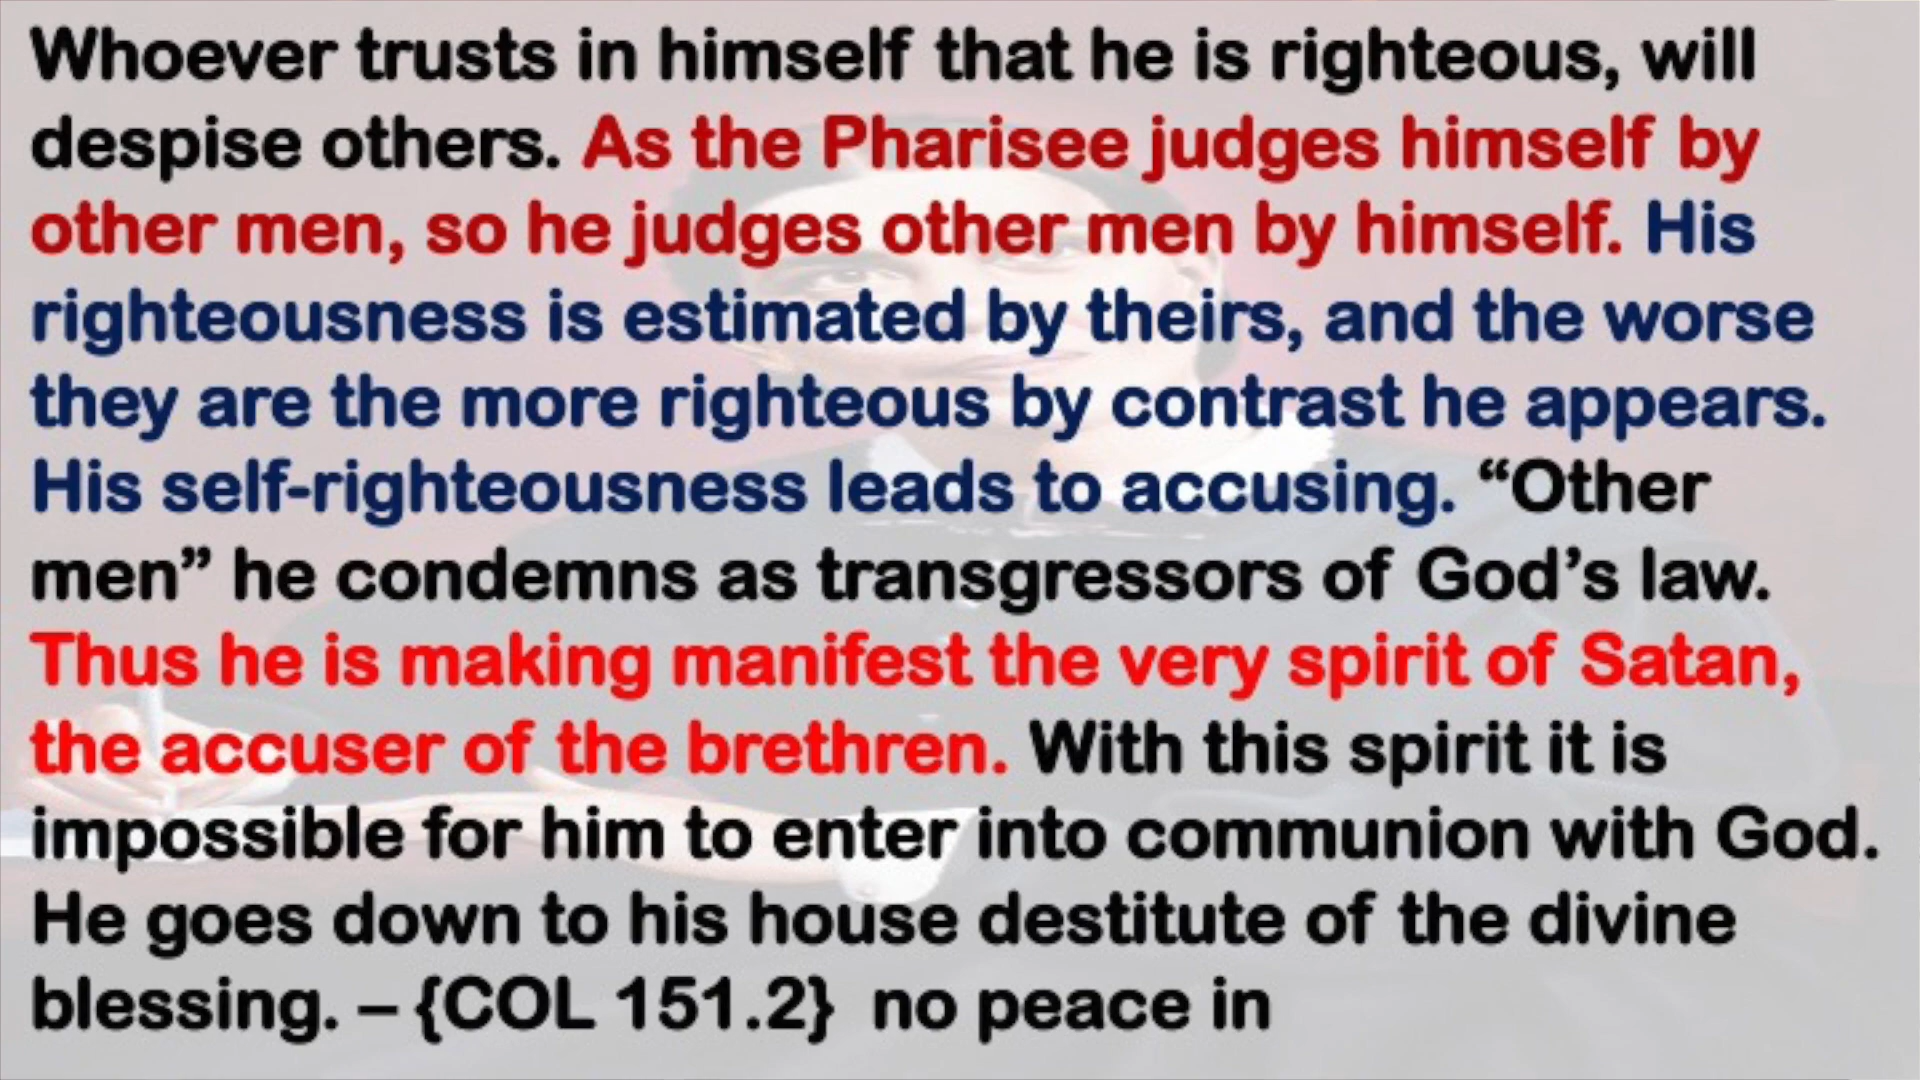 Whoever trusts in himself that he is righteous, will
despise others. As the Pharisee judges himself by
other men, so he judges other men by himself. His
righteousness is estimated by theirs, and the worse
they are the more righteous by contrast he appears.
His self-righteousness leads to accusing. “Other
men” he condemns as transgressors of God’s law.
Thus he is making manifest the very spirit of Satan,
the accuser of the brethren. With this spirit it is
impossible for him to enter into communion with God.
He goes down to his house destitute of the divine
blessing. – {COL 151.2}  no peace in